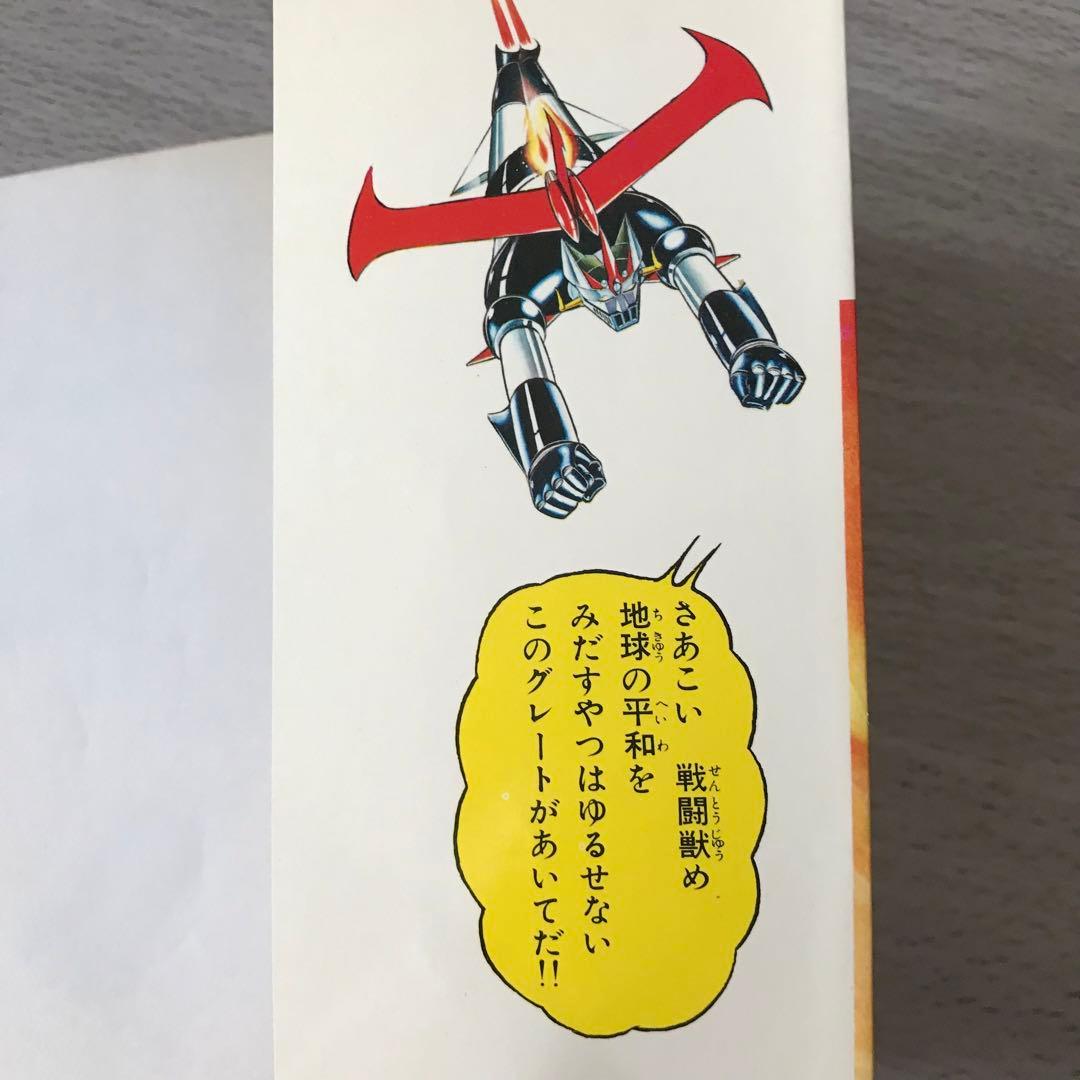 さあこい　戦闘獣め
地球の平和を
みだすやつはゆるせない
このグレートがあいてだ!!